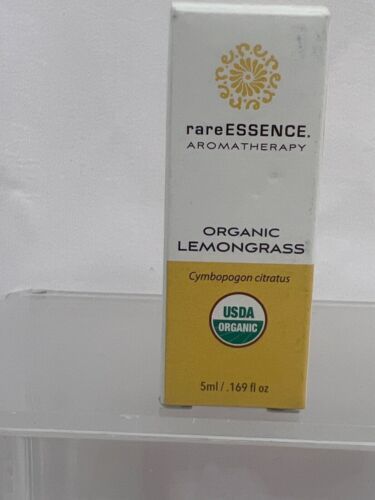 rareESSENCE.
AROMATHERAPY
ORGANIC
LEMONGRASS
Cymbopogon citratus
USDA
ORGANIC
5ml/.169 fl oz